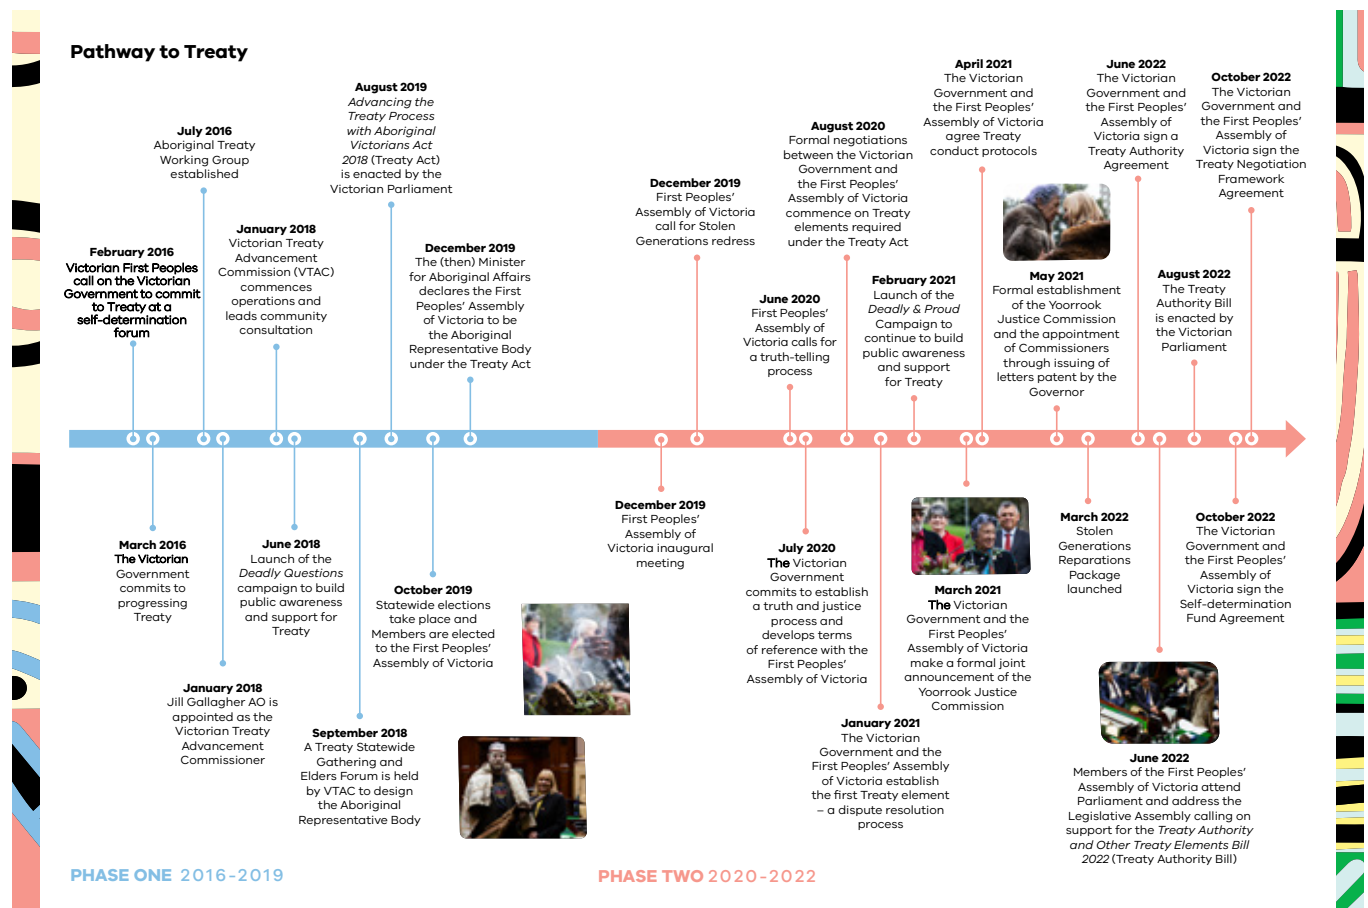 Pathway to Treaty
February 2016
Victorian First Peoples
call on the Victorian
Government to commit
to Treaty at a
self-determination
forum
March 2016
The Victorian
Government
commits to
progressing
Treaty
July 2016
Aboriginal Treaty
Working Group
established
January 2018
Jill Gallagher AO is
appointed as the
Victorian Treaty
Advancement
Commissioner
January 2018
Victorian Treaty
Advancement
Commission (VTAC)
commences
operations and
leads community
consultation
June 2018
Launch of the
Deadly Questions
campaign to build
public awareness
and support for
Treaty
September 2018
A Treaty Statewide
Gathering and
Elders Forum is held
by VTAC to design
the Aboriginal
Representative Body
August 2019
Advancing the
Treaty Process
with Aboriginal
Victorians Act
2018 (Treaty Act)
is enacted by the
Victorian Parliament
October 2019
Statewide elections
take place and
Members are elected
to the First Peoples’
Assembly of Victoria
December 2019
The (then) Minister
for Aboriginal Affairs
declares the First
Peoples’ Assembly
of Victoria to be
the Aboriginal
Representative Body
under the Treaty Act
December 2019
First Peoples’
Assembly of
Victoria inaugural
meeting
December 2019
First Peoples’
Assembly of Victoria
call for Stolen
Generations redress
June 2020
First Peoples’
Assembly of
Victoria calls for
a truth-telling
process
July 2020
The Victorian
Government
commits to establish
a truth and justice
process and
develops terms
of reference with the
First Peoples’
Assembly of Victoria
August 2020
Formal negotiations
between the Victorian
Government and
the First Peoples’
Assembly of Victoria
commence on Treaty
elements required
under the Treaty Act
January 2021
The Victorian
Government and the
First Peoples’ Assembly
of Victoria establish
the first Treaty element
– a dispute resolution
process
February 2021
Launch of the
Deadly & Proud
Campaign to
continue to build
public awareness
and support
for Treaty
March 2021
The Victorian
Government and the
First Peoples’
Assembly of Victoria
make a formal joint
announcement of the
Yoorrook Justice
Commission
April 2021
The Victorian
Government and
the First Peoples’
Assembly of Victoria
agree Treaty
conduct protocols
May 2021
Formal establishment
of the Yoorrook
Justice Commission
and the appointment
of Commissioners
through issuing of
letters patent by the
Governor
March 2022
Stolen
Generations
Reparations
Package
launched
June 2022
The Victorian
Government and
the First Peoples’
Assembly of
Victoria sign a
Treaty Authority
Agreement
June 2022
Members of the First Peoples’
Assembly of Victoria attend
Parliament and address the
Legislative Assembly calling on
support for the Treaty Authority
and Other Treaty Elements Bill
2022 (Treaty Authority Bill)
August 2022
The Treaty
Authority Bill
is enacted by
the Victorian
Parliament
October 2022
The Victorian
Government and
the First Peoples’
Assembly of
Victoria sign the
Self-determination
Fund Agreement
October 2022
The Victorian
Government and
the First Peoples’
Assembly of
Victoria sign the
Treaty Negotiation
Framework
Agreement
PHASE ONE 2016-2019
PHASE TWO 2020-2022